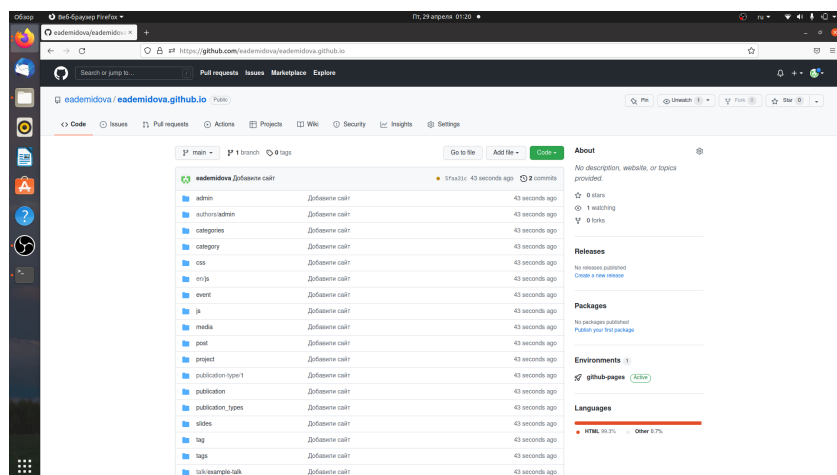 Обзор Веб-браузер Firefox Пт, 29 апреля 01:20 ru
eademidova/eademidova
https://github.com/eademidova/eademidova.github.io
Search or jump to... / Pull requests Issues Marketplace Explore
eademidova / eademidova.github.io Public Pin Unwatch 1 Fork 0 Star 0
Code Issues Pull requests Actions Projects Wiki Security Insights Settings
main 1 branch 0 tags Go to file Add file Code
About
No description, website, or topics
provided.
0 stars
1 watching
0 forks
Releases
No releases published
Create a new release
Packages
No packages published
Publish your first package
Environments 1
github-pages Active
Languages
HTML 99.3% Other 0.7%
eademidova Добавили сайт 43 seconds ago 2 commits
admin Добавили сайт 43 seconds ago
authors/admin Добавили сайт 43 seconds ago
categories Добавили сайт 43 seconds ago
category Добавили сайт 43 seconds ago
css Добавили сайт 43 seconds ago
en/js Добавили сайт 43 seconds ago
event Добавили сайт 43 seconds ago
js Добавили сайт 43 seconds ago
media Добавили сайт 43 seconds ago
post Добавили сайт 43 seconds ago
project Добавили сайт 43 seconds ago
publication-type/1 Добавили сайт 43 seconds ago
publication Добавили сайт 43 seconds ago
publication_types Добавили сайт 43 seconds ago
slides Добавили сайт 43 seconds ago
tag Добавили сайт 43 seconds ago
tags Добавили сайт 43 seconds ago
talk/example-talk Добавили сайт 43 seconds ago